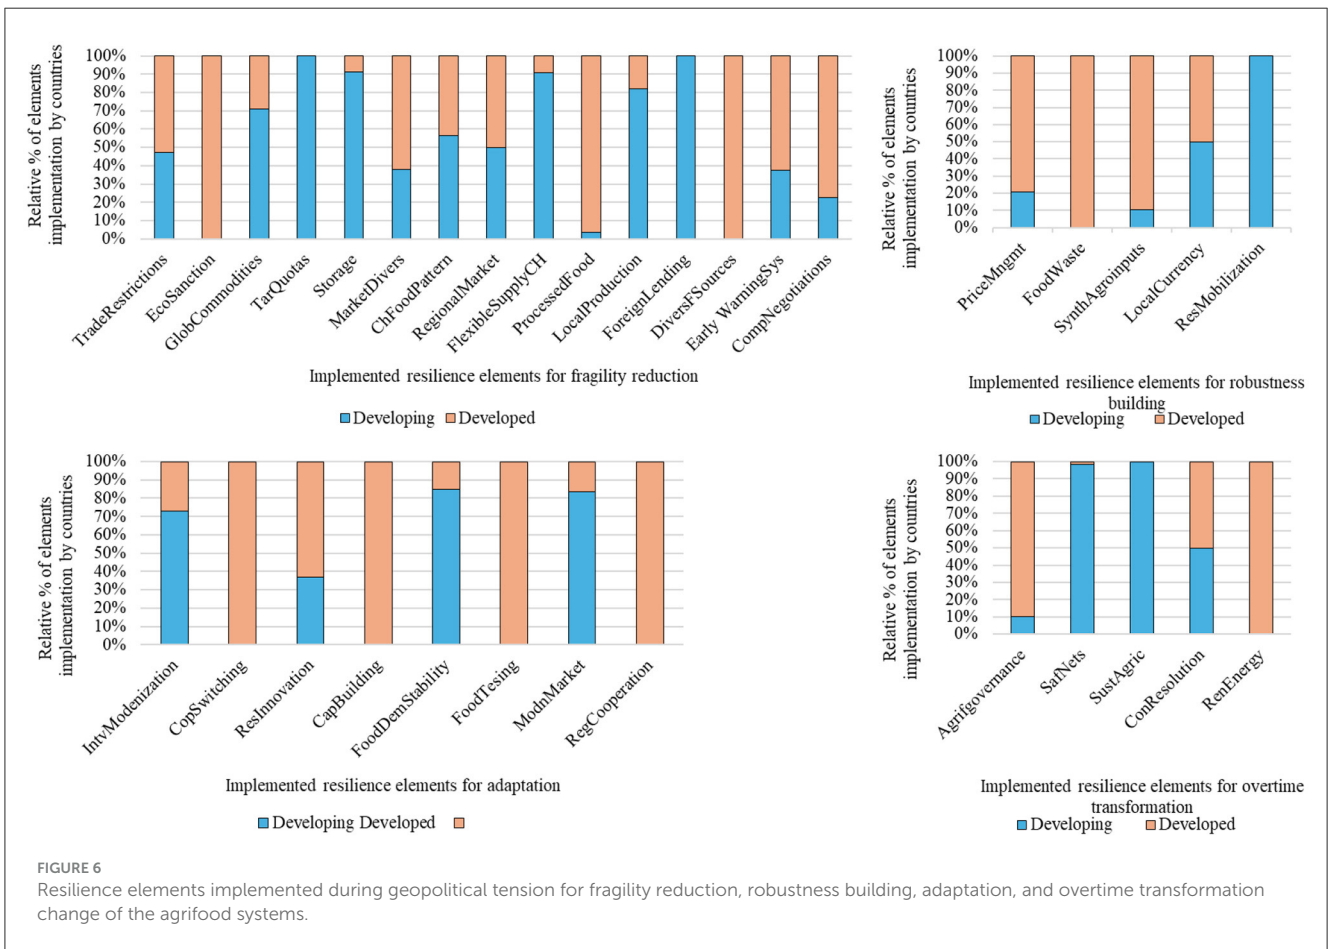 Relative % of elements
implementation by countries
100%
90%
80%
70%
60%
50%
40%
30%
20%
10%
0%
TradeRestrictions
EcoSanction
GlobCommodities
TarQuotas
Storage
MarketDivers
ChFoodPattern
RegionalMarket
FlexibleSupplyCH
ProcessedFood
LocalProduction
ForeignLending
DiversFSources
Early WarningSys
CompNegotiations
Implemented resilience elements for fragility reduction
Developing Developed
Relative % of elements
implementation by countries
100%
90%
80%
70%
60%
50%
40%
30%
20%
10%
0%
PriceMngmt
FoodWaste
SynthAgroinputs
LocalCurrency
ResMobilization
Implemented resilience elements for robustness
building
Developing Developed
Relative % of elements
implementation by countries
100%
90%
80%
70%
60%
50%
40%
30%
20%
10%
0%
IntvModenization
CopSwitching
ResInnovation
CapBuilding
FoodDemStability
FoodTesing
ModnMarket
RegCooperation
Implemented resilience elements for adaptation
Developing Developed
Relative % of elements
implementation by countries
100%
90%
80%
70%
60%
50%
40%
30%
20%
10%
0%
Agrifgovernance
SafNets
SustAgric
ConResolution
RenEnergy
Implemented resilience elements for overtime
transformation
Developing Developed
FIGURE 6
Resilience elements implemented during geopolitical tension for fragility reduction, robustness building, adaptation, and overtime transformation
change of the agrifood systems.